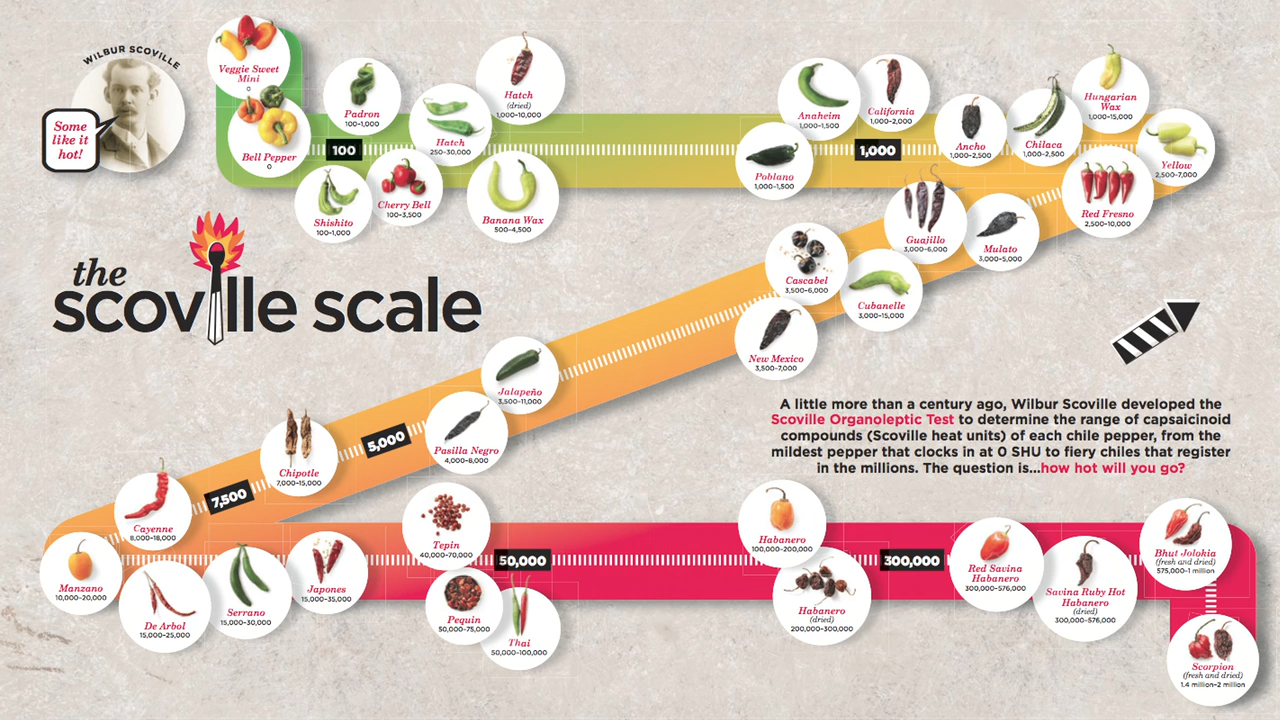 WILBUR SCOVILLE
Some
like it
hot!
Veggie Sweet
Mini
0
Bell Pepper
0
100
Padron
100-1,000
Shishito
100-1,000
Cherry Bell
100-3,500
Hatch
250-30,000
Hatch
(dried)
1,000-10,000
Banana Wax
500-4,500
Poblano
1,000-1,500
Anaheim
1,000-1,500
1,000
California
1,000-2,000
Ancho
1,000-2,500
Chilaca
1,000-2,500
Hungarian
Wax
1,000-15,000
Yellow
2,500-7,000
Red Fresno
2,500-10,000
Mulato
3,000-5,000
Guajillo
3,000-6,000
Cubanelle
3,000-15,000
Cascabel
3,500-6,000
New Mexico
3,500-7,000
the
scoville scale
Jalapeño
3,500-11,000
Pasilla Negro
4,000-6,000
5,000
Chipotle
7,000-15,000
7,500
Cayenne
8,000-18,000
A little more than a century ago, Wilbur Scoville developed the
Scoville Organoleptic Test to determine the range of capsaicinoid
compounds (Scoville heat units) of each chile pepper, from the
mildest pepper that clocks in at 0 SHU to fiery chiles that register
in the millions. The question is...how hot will you go?
Manzano
10,000-20,000
De Arbol
15,000-25,000
Serrano
15,000-30,000
Japones
15,000-35,000
Tepin
40,000-70,000
50,000
Pequin
50,000-75,000
Thai
50,000-100,000
Habanero
100,000-200,000
Habanero
(dried)
200,000-300,000
300,000
Red Savina
Habanero
300,000-576,000
Savina Ruby Hot
Habanero
(dried)
300,000-576,000
Bhut Jolokia
(fresh and dried)
575,000-1 million
Scorpion
(fresh and dried)
1.4 million-2 million